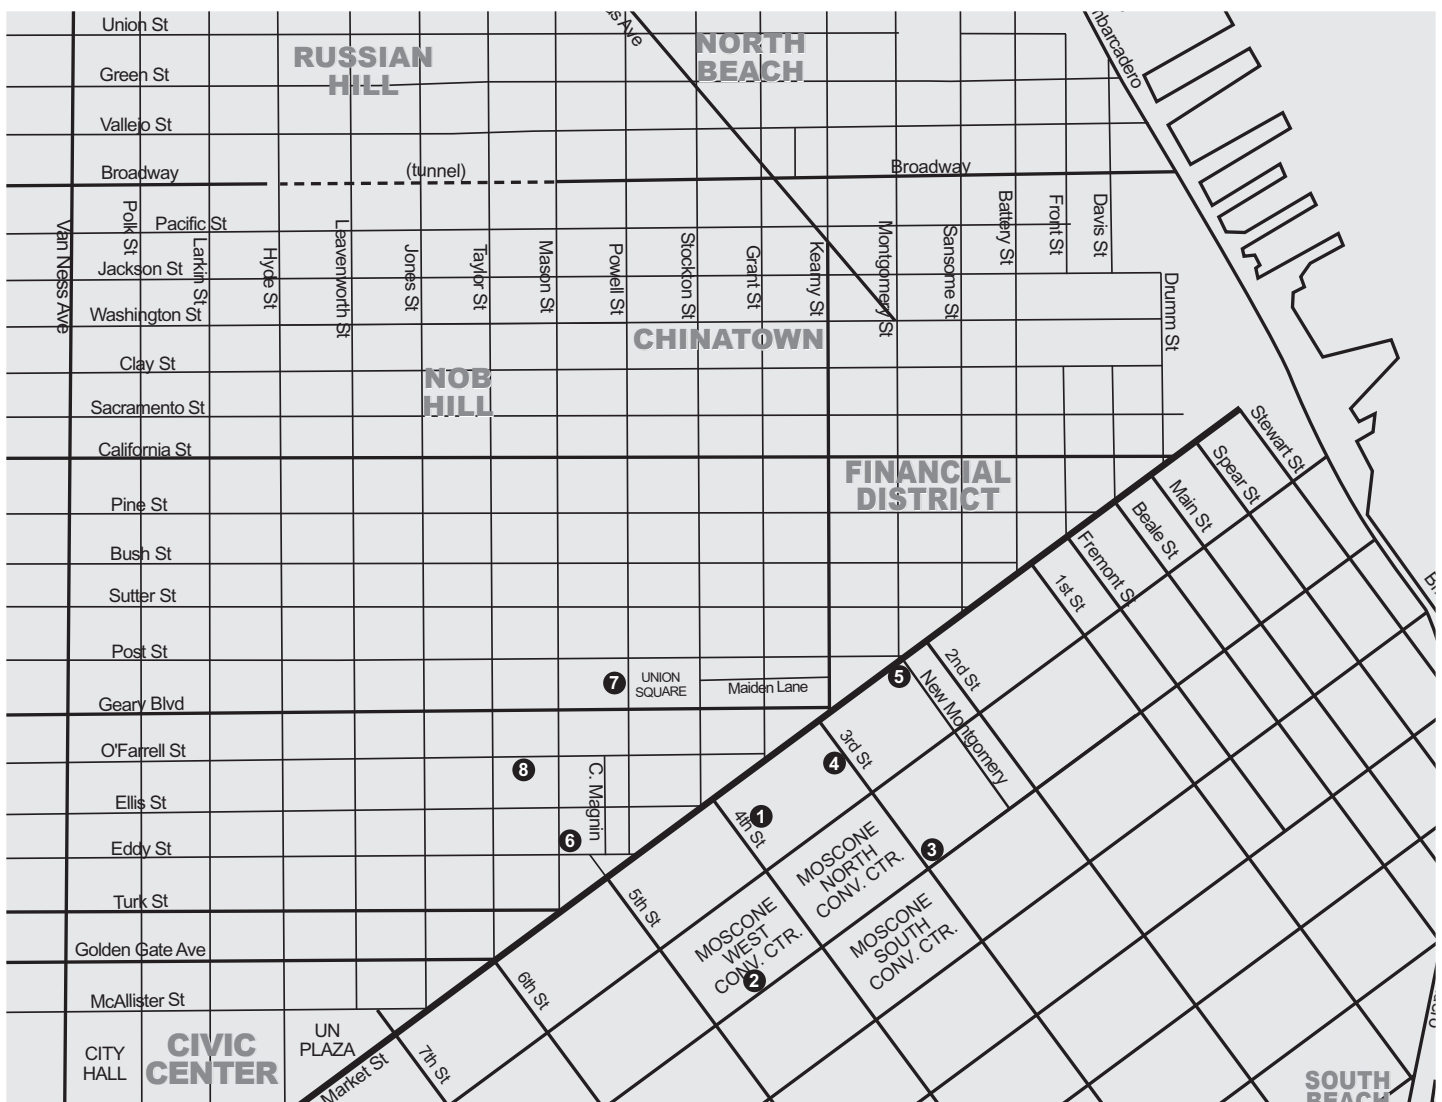 Union St
us Ave
mbarcadero
RUSSIAN
HILL
NORTH
BEACH
Green St
Vallejo St
Broadway
(tunnel)
Broadway
Van Ness Ave
Polk St
Pacific St
Larkin St
Hyde St
Leavenworth St
Jones St
Taylor St
Mason St
Powell St
Stockton St
Grant St
Kearny St
Montgomery St
Sansome St
Battery St
Front St
Davis St
Drumm St
Jackson St
Washington St
CHINATOWN
Clay St
NOB
HILL
Sacramento St
California St
FINANCIAL
DISTRICT
Stewart St
Spear St
Main St
Beale St
Fremont St
1st St
Pine St
Bush St
Sutter St
Post St
7
UNION
SQUARE
Maiden Lane
5
2nd St
New Montgomery
Geary Blvd
O'Farrell St
8
C. Magnin
3rd St
4
Ellis St
4th St
1
6
Eddy St
MOSCONE
NORTH
CONV. CTR.
3
Turk St
5th St
MOSCONE
WEST
CONV. CTR.
2
MOSCONE
SOUTH
CONV. CTR.
Golden Gate Ave
McAllister St
6th St
CITY
HALL
CIVIC
CENTER
UN
PLAZA
Market St
7th St
SOUTH
BEACH